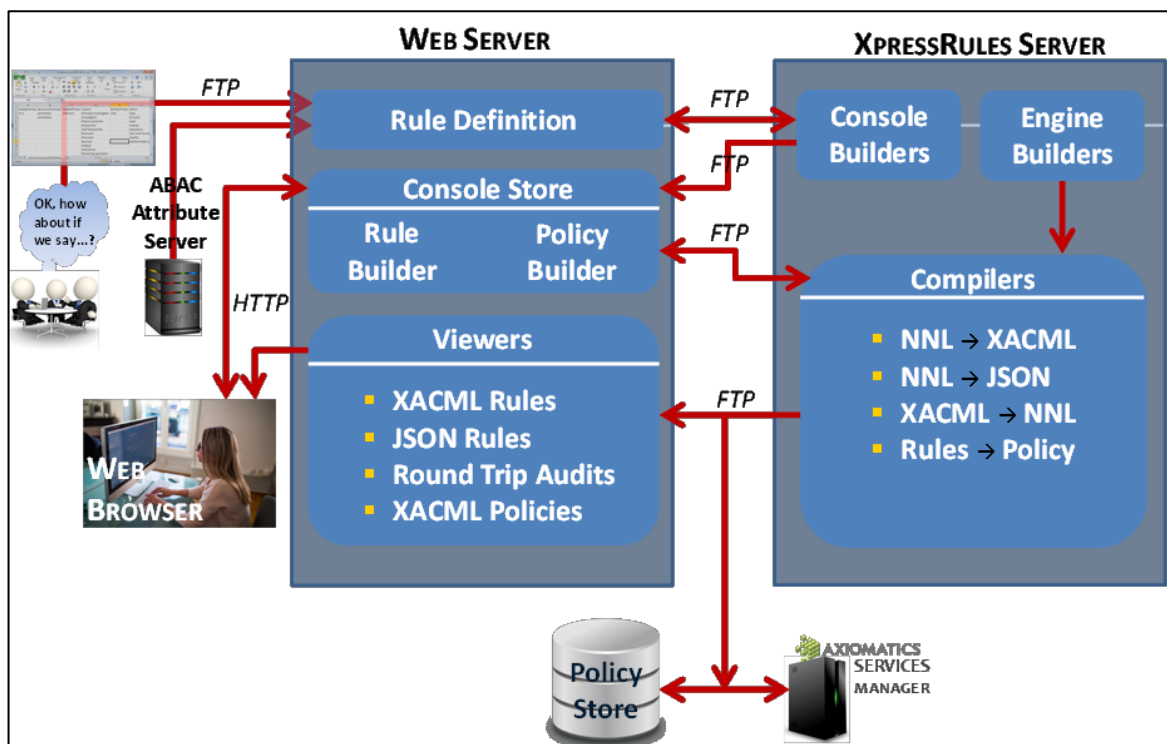 WEB SERVER
XPRESSRULES SERVER
FTP
Rule Definition
FTP
Console
Builders
Engine
Builders
FTP
OK, how
about if
we say...?
ABAC
Attribute
Server
Console Store
Rule
Builder
Policy
Builder
FTP
HTTP
Compilers
NNL → XACML
NNL → JSON
XACML → NNL
Rules → Policy
Viewers
XACML Rules
JSON Rules
Round Trip Audits
XACML Policies
FTP
WEB
BROWSER
Policy
Store
AXIOMATICS
SERVICES
MANAGER